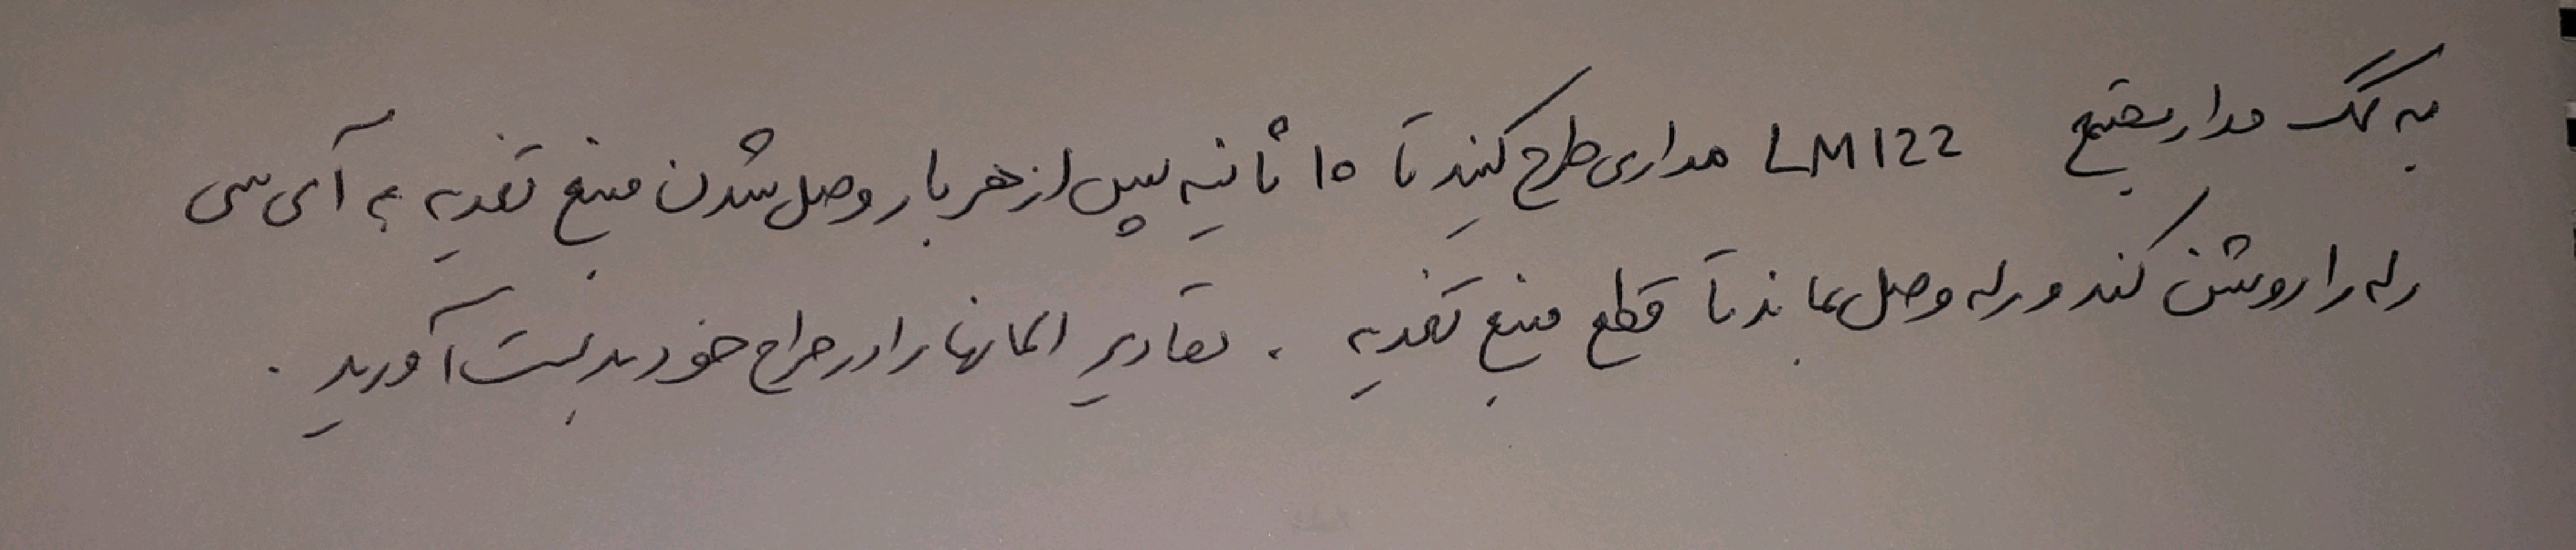 به کمک مدار مجتمع LM122 مداری طرح کنید تا 10 ثانیه پس از هر بار وصل شدن منبع تغذیه به آی سی
رله را روشن کند و رله وصل بماند تا قطع منبع تغذیه . مقادیر المانها را در طراح خود بدست آورید .